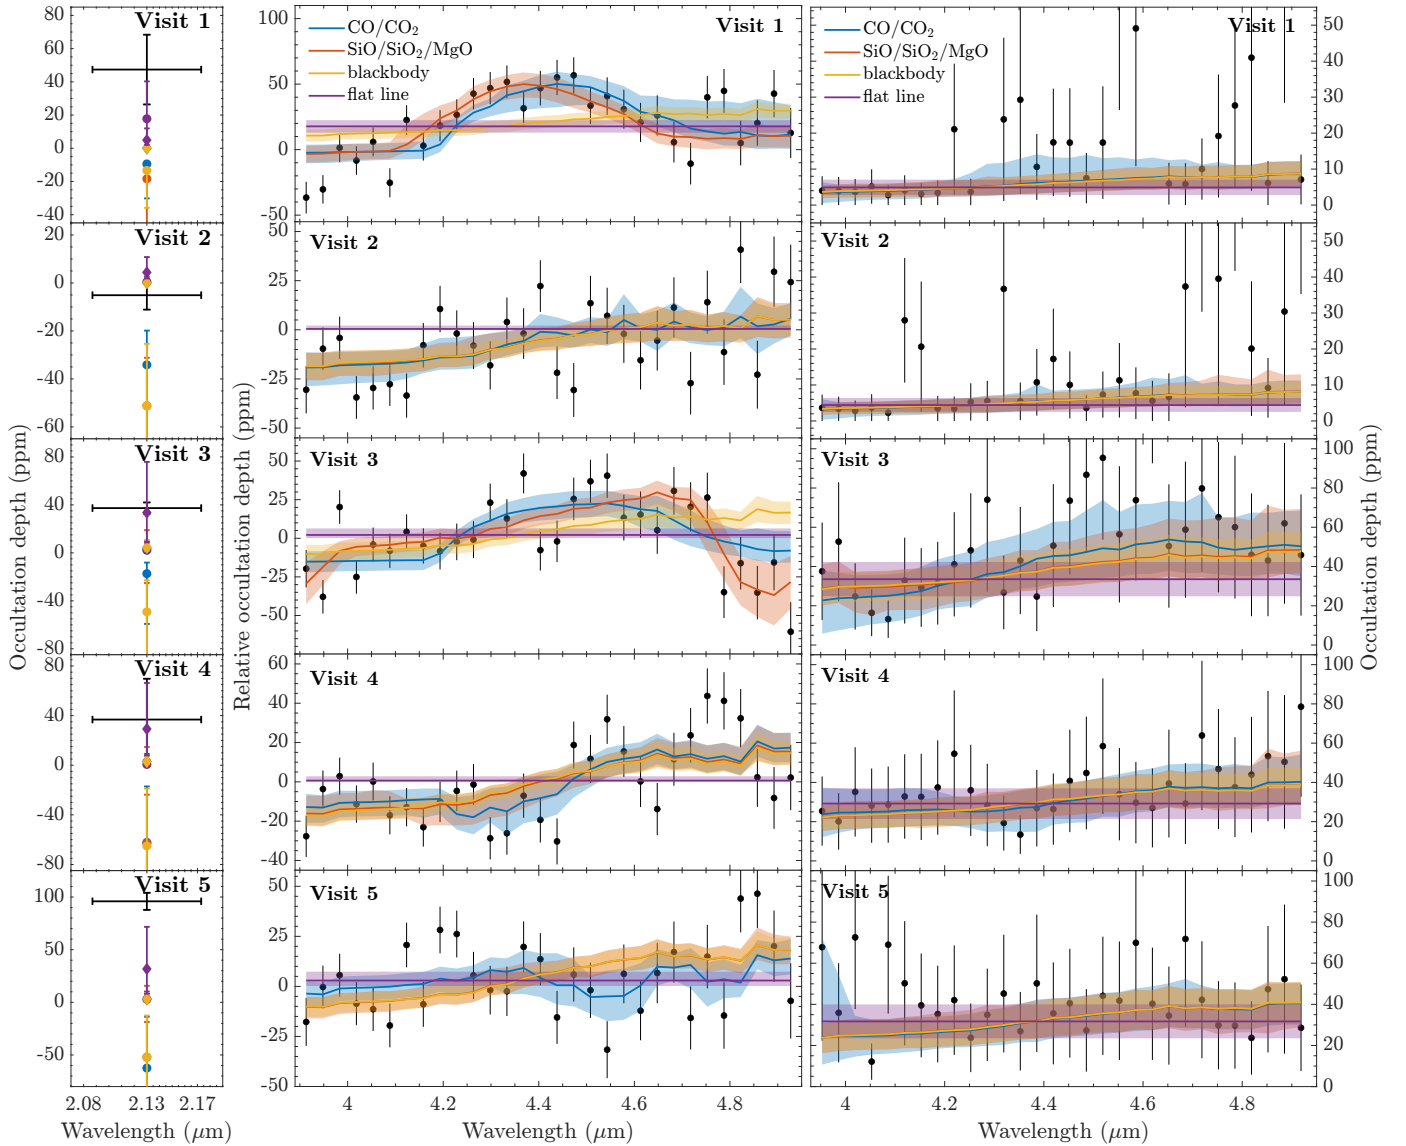 Visit 1
80
60
40
20
0
-20
-40
Visit 2
20
0
-20
-40
-60
Visit 3
80
40
0
-40
-80
Visit 4
80
40
0
-40
-80
Visit 5
100
50
0
-50
2.08 2.13 2.17
Wavelength (μm)
Occultation depth (ppm)
Visit 1
CO/CO₂
SiO/SiO₂/MgO
blackbody
flat line
100
50
0
-50
Visit 2
50
25
0
-25
-50
Visit 3
50
25
0
-25
-50
Visit 4
60
40
20
0
-20
-40
Visit 5
50
25
0
-25
-50
4 4.2 4.4 4.6 4.8
Wavelength (μm)
Relative occultation depth (ppm)
Visit 1
CO/CO₂
SiO/SiO₂/MgO
blackbody
flat line
50
40
30
20
10
0
Visit 2
50
40
30
20
10
0
Visit 3
100
80
60
40
20
0
Visit 4
100
80
60
40
20
0
Visit 5
100
80
60
40
20
0
4 4.2 4.4 4.6 4.8
Wavelength (μm)
Occultation depth (ppm)